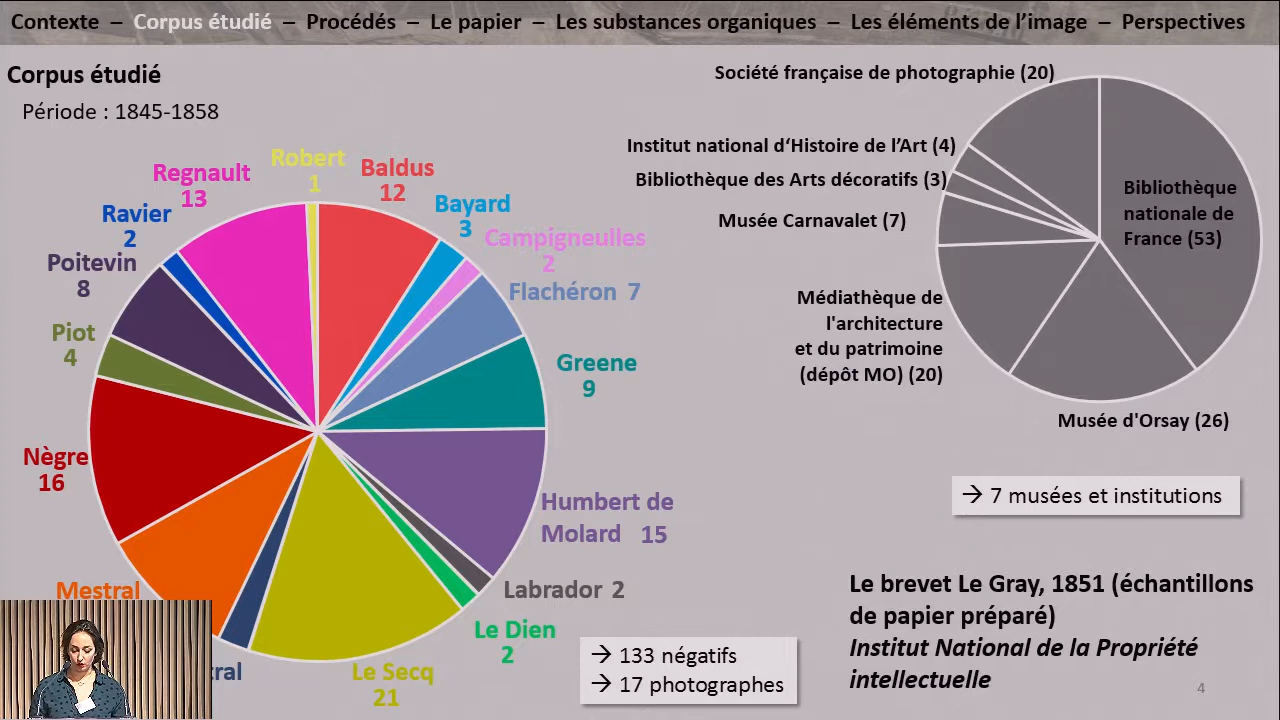 Contexte – Corpus étudié – Procédés – Le papier – Les substances organiques – Les éléments de l’image – Perspectives
Corpus étudié
Période : 1845-1858
Robert
1
Baldus
12
Bayard
3
Campigneulles
2
Flachéron 7
Greene
9
Humbert de
Molard 15
Labrador 2
Le Dien
2
Le Secq
21
Mestral
Nègre
16
Piot
4
Poitevin
8
Ravier
2
Regnault
13
→ 133 négatifs
→ 17 photographes
Société française de photographie (20)
Institut national d‘Histoire de l’Art (4)
Bibliothèque des Arts décoratifs (3)
Musée Carnavalet (7)
Médiathèque de
l'architecture
et du patrimoine
(dépôt MO) (20)
Bibliothèque
nationale de
France (53)
Musée d'Orsay (26)
→ 7 musées et institutions
Le brevet Le Gray, 1851 (échantillons
de papier préparé)
Institut National de la Propriété
intellectuelle
4